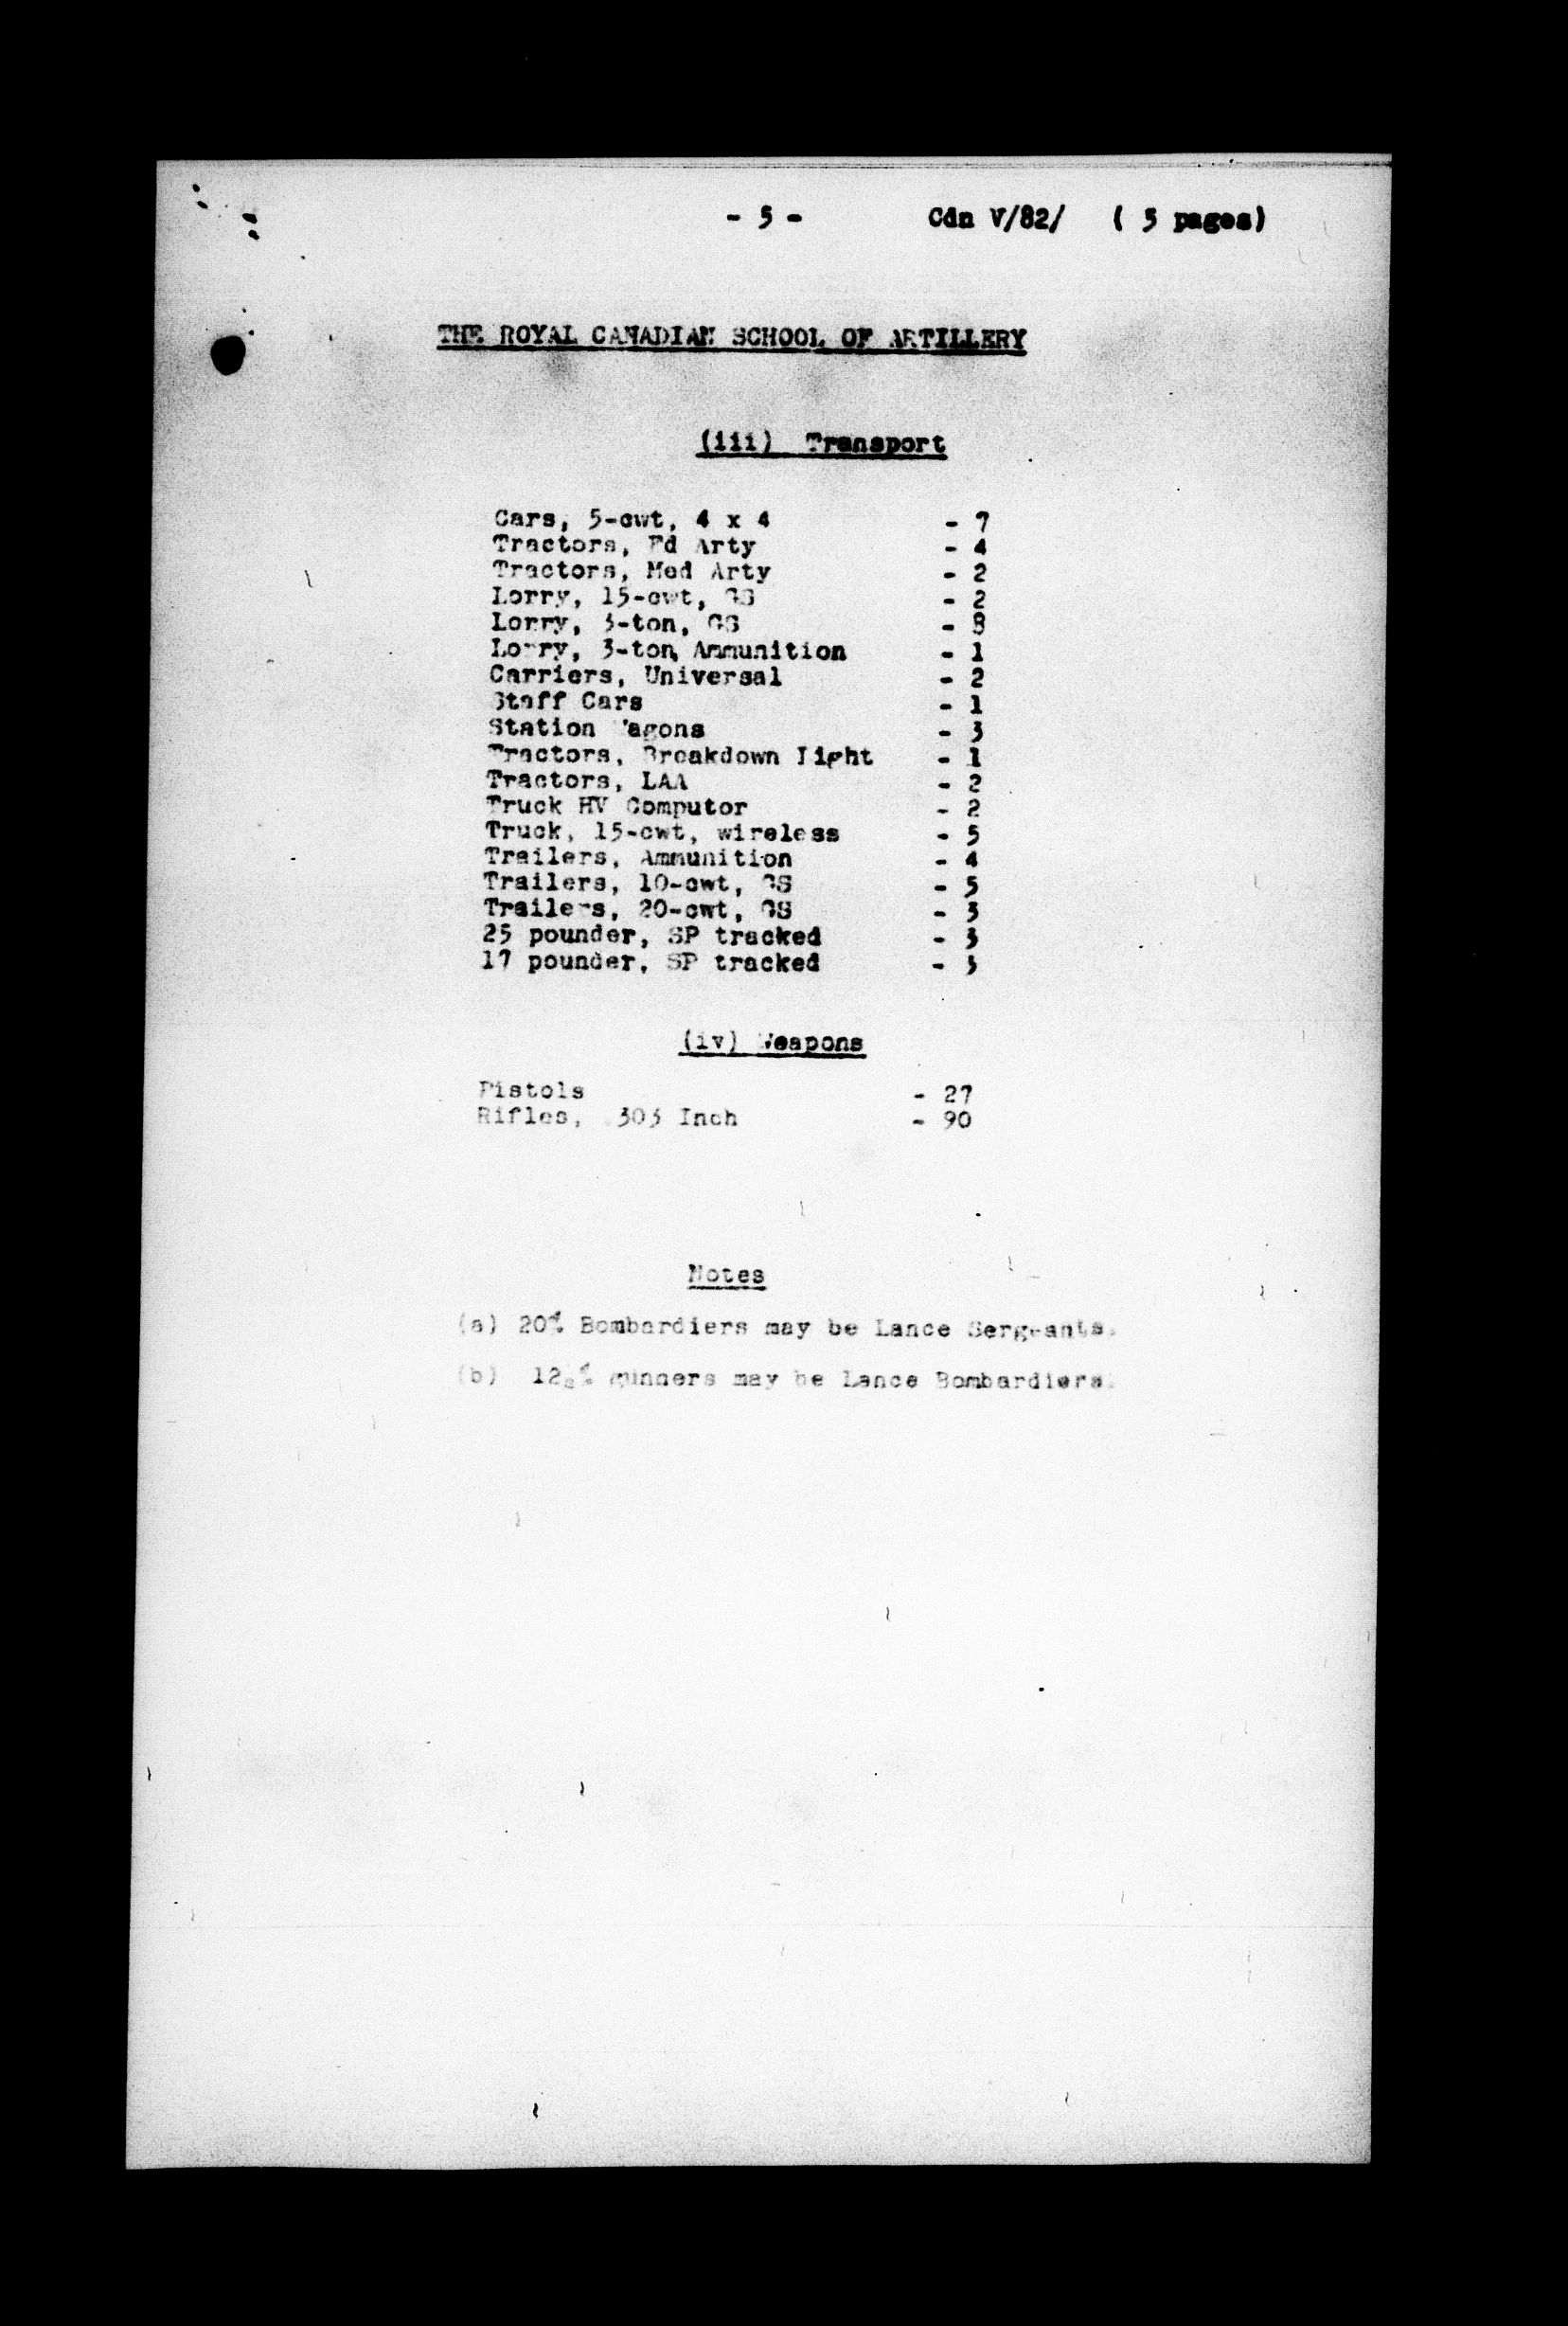 - 5 - Cdn V/82/ ( 5 pages)
THE ROYAL CANADIAN SCHOOL OF ARTILLERY
(iii) Transport
Cars, 5-cwt, 4 x 4 - 7
Tractors, Fd Arty - 4
Tractors, Med Arty - 2
Lorry, 15-cwt, GS - 2
Lorry, 3-ton, GS - 8
Lorry, 3-ton, Ammunition - 1
Carriers, Universal - 2
Staff Cars - 1
Station Wagons - 3
Tractors, Breakdown Light - 1
Tractors, LAA - 2
Truck HV Computor - 2
Truck, 15-cwt, wireless - 5
Trailers, Ammunition - 4
Trailers, 10-cwt, GS - 5
Trailers, 20-cwt, GS - 3
25 pounder, SP tracked - 3
17 pounder, SP tracked - 3
(iv) Weapons
Pistols - 27
Rifles, .303 Inch - 90
Notes
(a) 20% Bombardiers may be Lance Sergeants.
(b) gunners may be Lance Bombardiers.